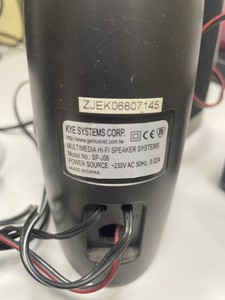 ZJEK06807145
KYE SYSTEMS CORP.
http://www.geniusnet.com.tw
MULTIMEDIA HI-FI SPEAKER SYSTEMS
Model No.: SP-J06
POWER SOURCE: ~230V AC 50Hz, 0.02A
MADE IN CHINA